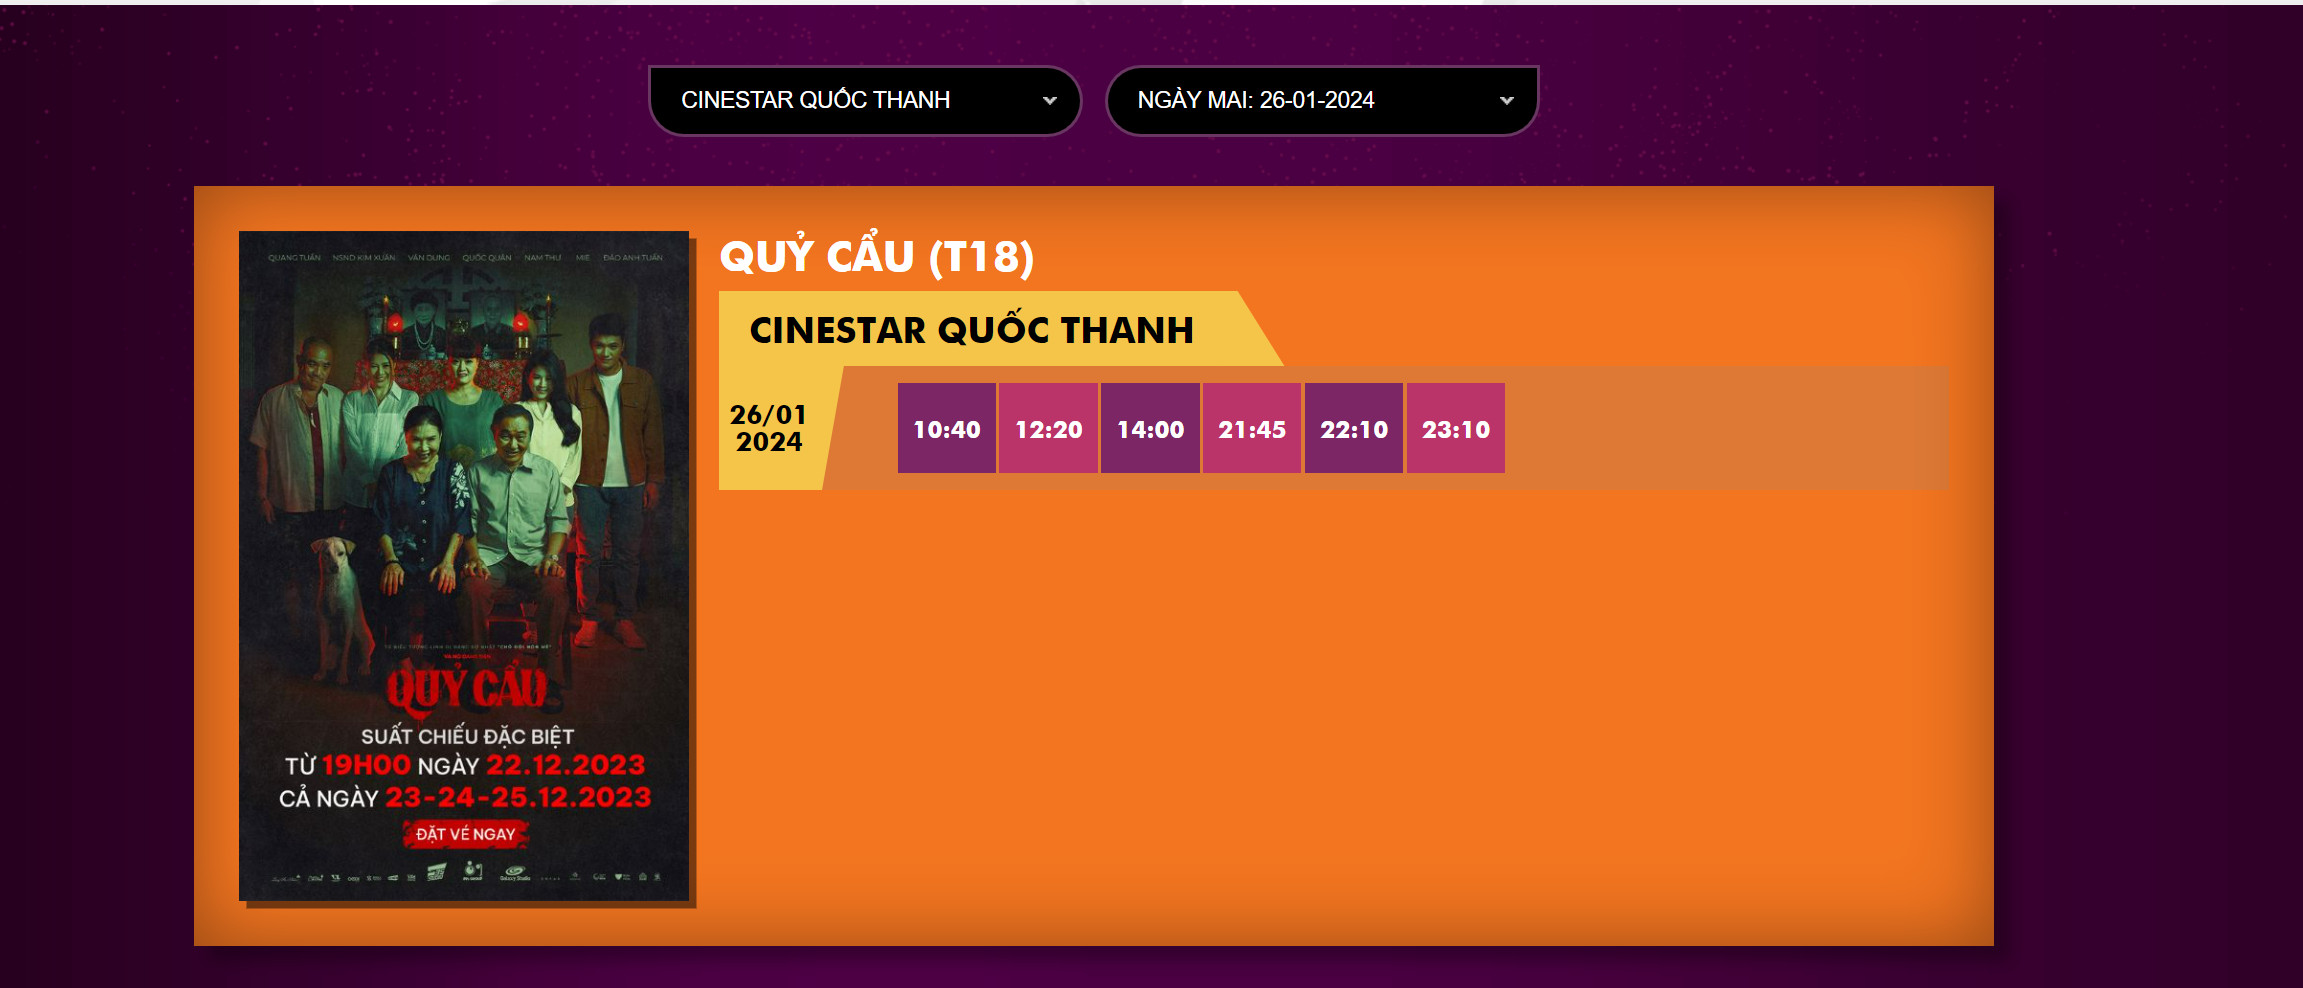 CINESTAR QUỐC THANH
NGÀY MAI: 26-01-2024
QUỶ CẨU (T18)
CINESTAR QUỐC THANH
26/01
2024
10:40 12:20 14:00 21:45 22:10 23:10
QUANG TUẤN NSND KIM XUÂN VÂN DUNG QUỐC QUÂN NAM THƯ MIE ĐÀO ANH TUẤN
QUỶ CẨU
SUẤT CHIẾU ĐẶC BIỆT
TỪ 19H00 NGÀY 22.12.2023
CẢ NGÀY 23-24-25.12.2023
ĐẶT VÉ NGAY